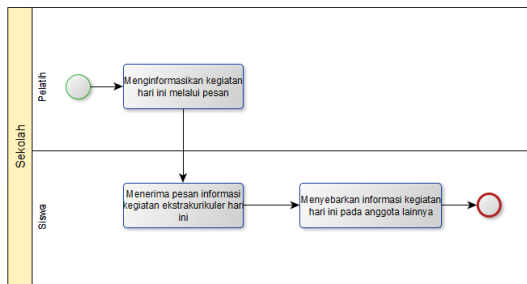 Sekolah
Pelatih
Menginformasikan kegiatan
hari ini melalui pesan
Siswa
Menerima pesan informasi
kegiatan ekstrakurikuler hari
ini
Menyebarkan informasi kegiatan
hari ini pada anggota lainnya